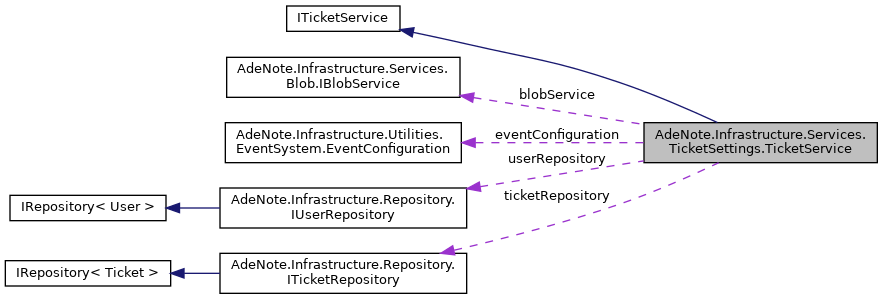 ITicketService
AdeNote.Infrastructure.Services.
Blob.IBlobService
blobService
AdeNote.Infrastructure.Utilities.
EventSystem.EventConfiguration
eventConfiguration
AdeNote.Infrastructure.Services.
TicketSettings.TicketService
userRepository
IRepository< User >
AdeNote.Infrastructure.Repository.
IUserRepository
ticketRepository
IRepository< Ticket >
AdeNote.Infrastructure.Repository.
ITicketRepository